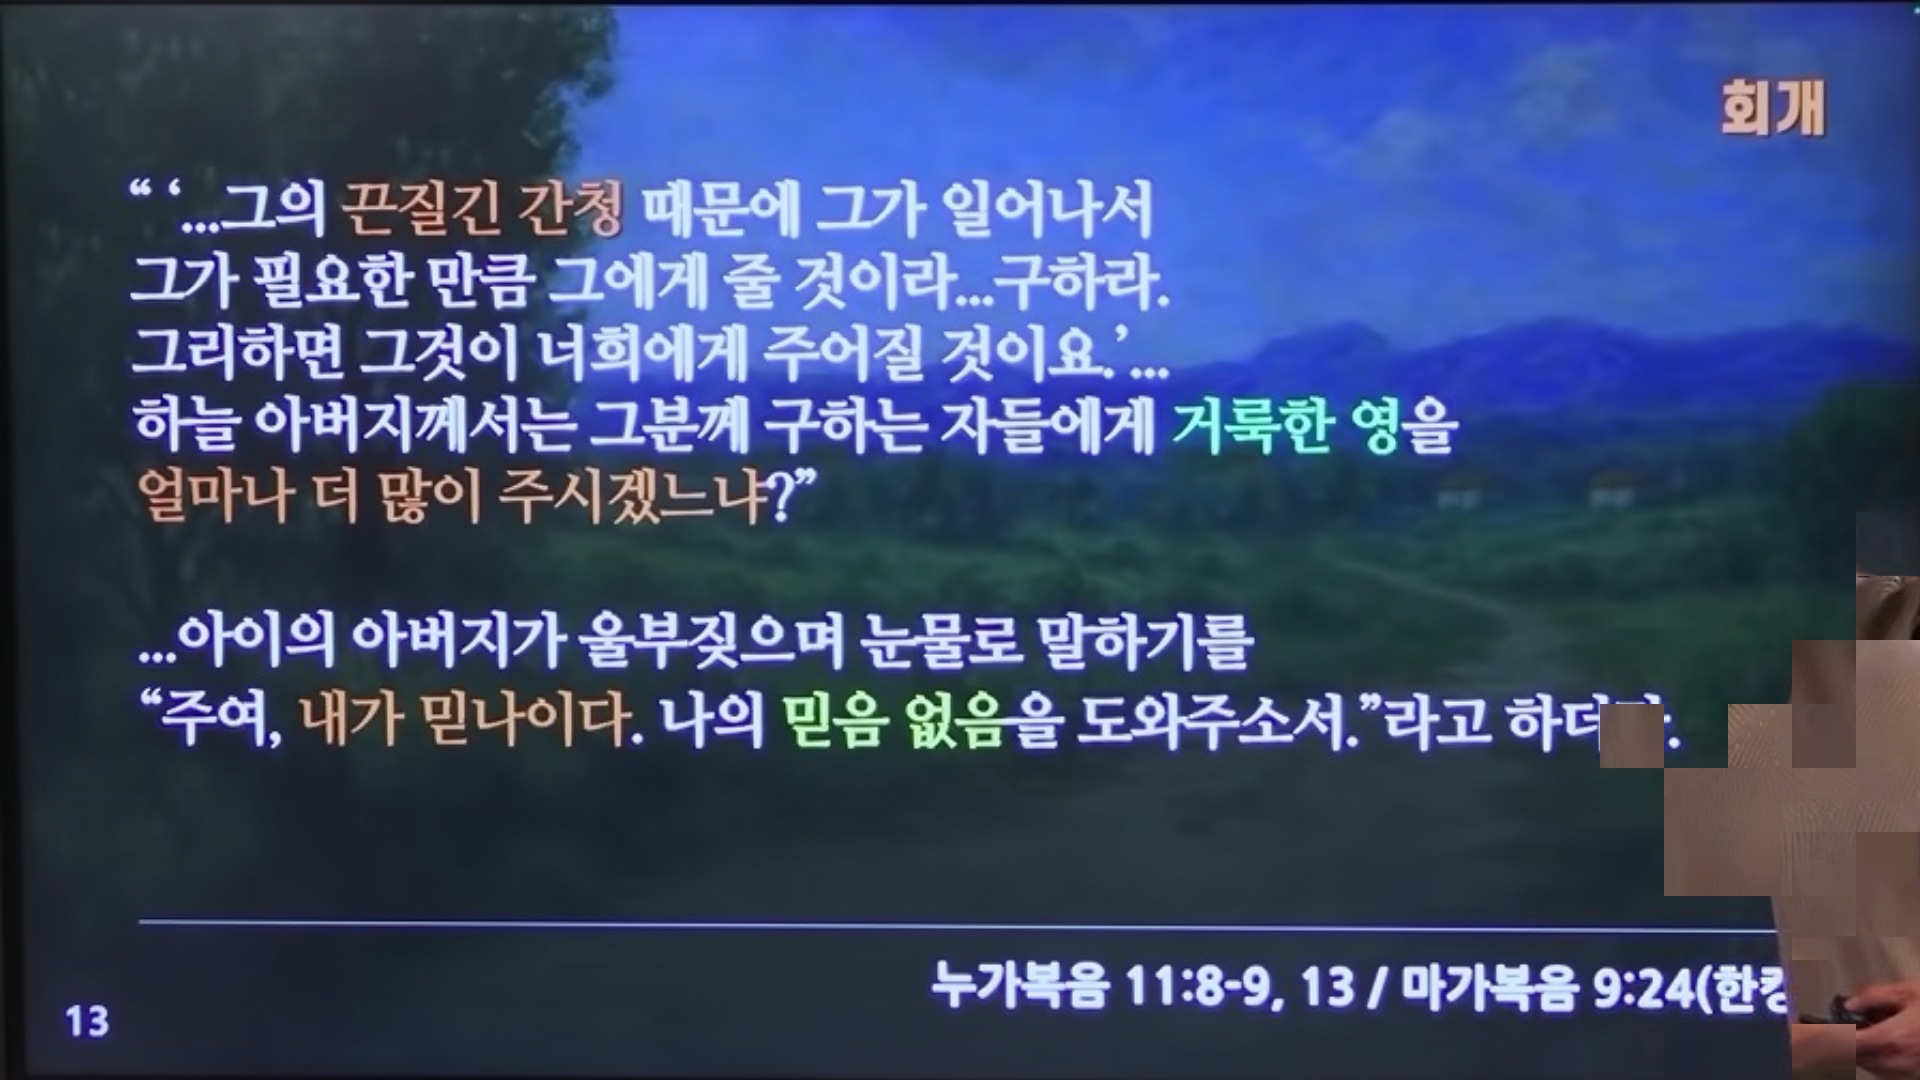 회개
“ ‘...그의 끈질긴 간청 때문에 그가 일어나서
그가 필요한 만큼 그에게 줄 것이라...구하라.
그리하면 그것이 너희에게 주어질 것이요.’...
하늘 아버지께서는 그분께 구하는 자들에게 거룩한 영을
얼마나 더 많이 주시겠느냐?”
...아이의 아버지가 울부짖으며 눈물로 말하기를
“주여, 내가 믿나이다. 나의 믿음 없음을 도와주소서.”라고
누가복음 11:8-9, 13 / 마가복음 9:24
13